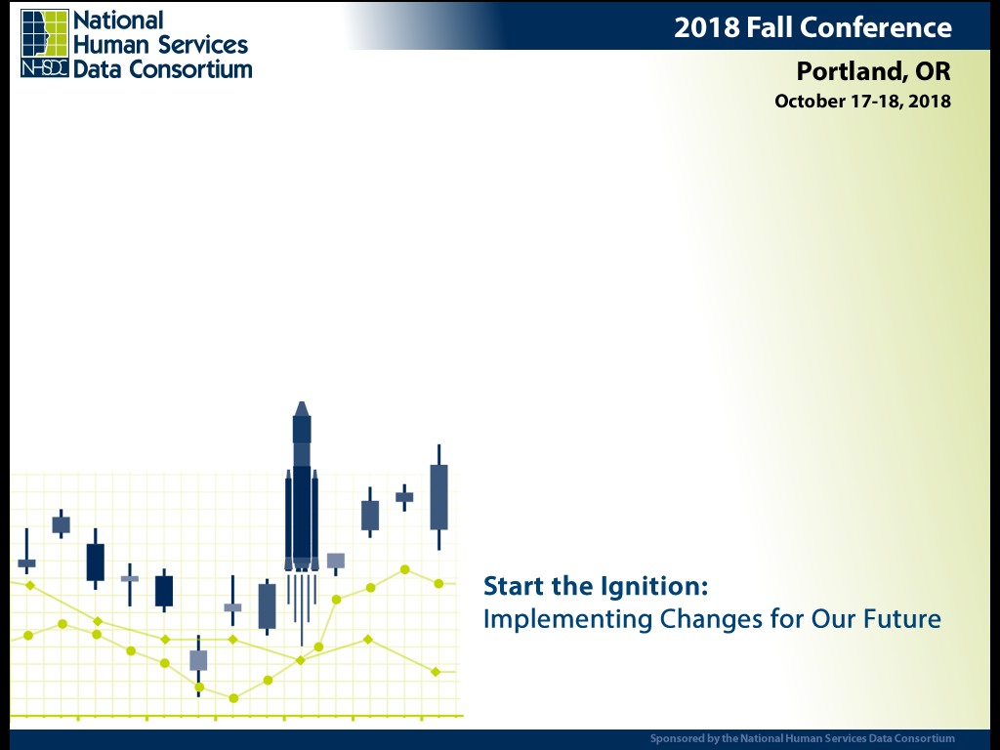 National
Human Services
Data Consortium
NHSDC
2018 Fall Conference
Portland, OR
October 17-18, 2018
Start the Ignition:
Implementing Changes for Our Future
Sponsored by the National Human Services Data Consortium